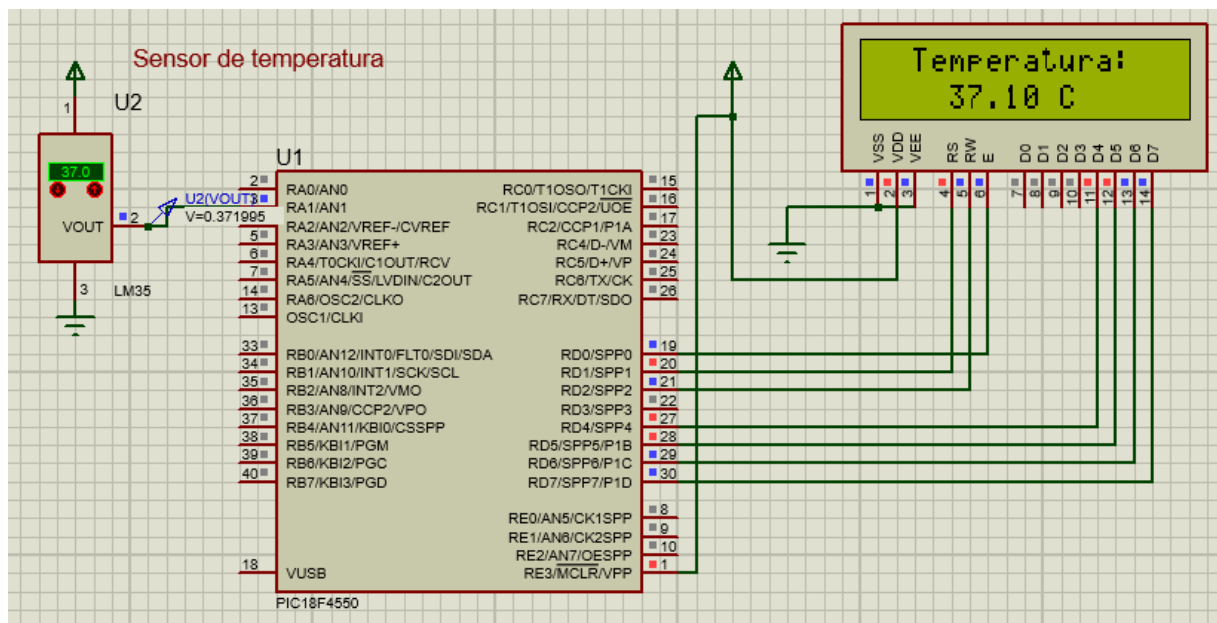 Sensor de temperatura
U2
1
37.0
VOUT
2
3
LM35
U2(VOUT)
V=0.371995
U1
2
3
5
6
7
14
13
33
34
35
36
37
38
39
40
18
RA0/AN0
RA1/AN1
RA2/AN2/VREF-/CVREF
RA3/AN3/VREF+
RA4/T0CKI/C1OUT/RCV
RA5/AN4/SS/LVDIN/C2OUT
RA6/OSC2/CLKO
OSC1/CLKI
RB0/AN12/INT0/FLT0/SDI/SDA
RB1/AN10/INT1/SCK/SCL
RB2/AN8/INT2/VMO
RB3/AN9/CCP2/VPO
RB4/AN11/KBI0/CSSPP
RB5/KBI1/PGM
RB6/KBI2/PGC
RB7/KBI3/PGD
VUSB
RC0/T1OSO/T1CKI
RC1/T1OSI/CCP2/UOE
RC2/CCP1/P1A
RC4/D-/VM
RC5/D+/VP
RC6/TX/CK
RC7/RX/DT/SDO
RD0/SPP0
RD1/SPP1
RD2/SPP2
RD3/SPP3
RD4/SPP4
RD5/SPP5/P1B
RD6/SPP6/P1C
RD7/SPP7/P1D
RE0/AN5/CK1SPP
RE1/AN6/CK2SPP
RE2/AN7/OESPP
RE3/MCLR/VPP
15
16
17
23
24
25
26
19
20
21
22
27
28
29
30
8
9
10
1
PIC18F4550
Temperatura:
37.10 C
VSS
VDD
VEE
RS
RW
E
D0
D1
D2
D3
D4
D5
D6
D7
1
2
3
4
5
6
7
8
9
10
11
12
13
14